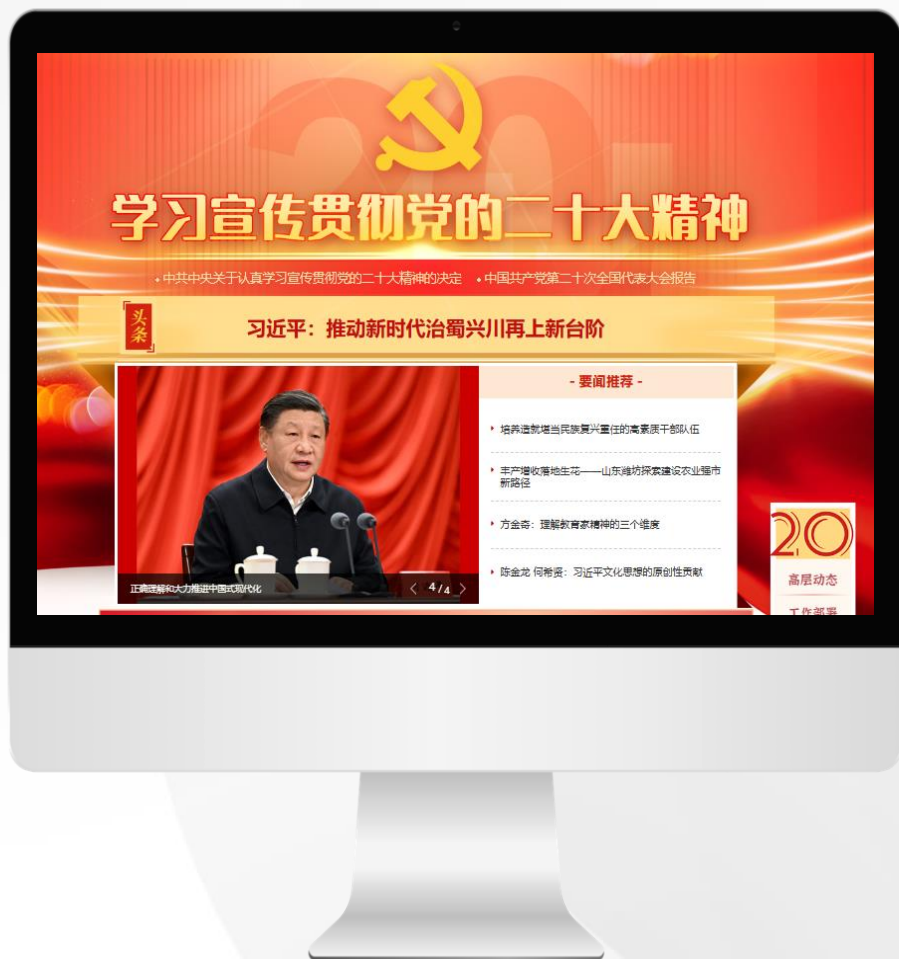 学习宣传贯彻党的二十大精神
•中共中央关于认真学习宣传贯彻党的二十大精神的决定 •中国共产党第二十次全国代表大会报告
头条
习近平：推动新时代治蜀兴川再上新台阶
- 要闻推荐 -
培养造就堪当民族复兴重任的高素质干部队伍
丰产增收落地生花——山东潍坊探索建设农业强市
新路径
方金奇：理解教育家精神的三个维度
陈金龙 何希贤：习近平文化思想的原创性贡献
正确理解和大力推进中国式现代化
4/4
20
高层动态
工作部署